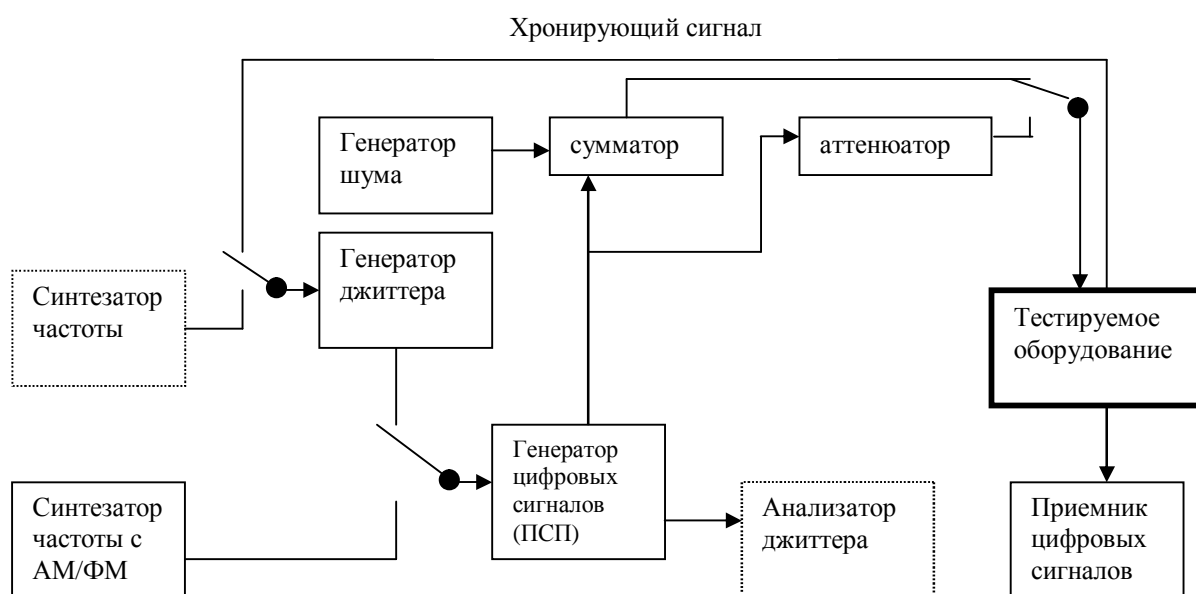 Хронирующий сигнал
Генератор
шума
сумматор
аттенюатор
Генератор
джиттера
Синтезатор
частоты
Тестируемое
оборудование
Генератор
цифровых
сигналов
(ПСП)
Синтезатор
частоты с
АМ/ФМ
Анализатор
джиттера
Приемник
цифровых
сигналов